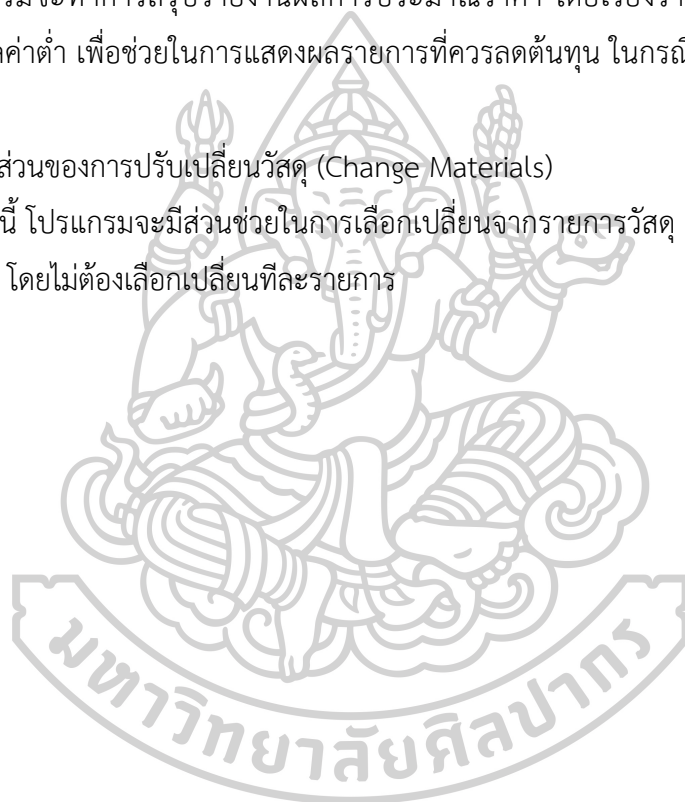 รมจะทำการสรุปรายงานผลการประมาณราคา โดยเรียงรา
ลค่าต่ำ เพื่อช่วยในการแสดงผลรายการที่ควรลดต้นทุน ในกรณี
ส่วนของการปรับเปลี่ยนวัสดุ (Change Materials)
นี้ โปรแกรมจะมีส่วนช่วยในการเลือกเปลี่ยนจากรายการวัสดุ
โดยไม่ต้องเลือกเปลี่ยนทีละรายการ
มหาวิทยาลัยศิลปากร